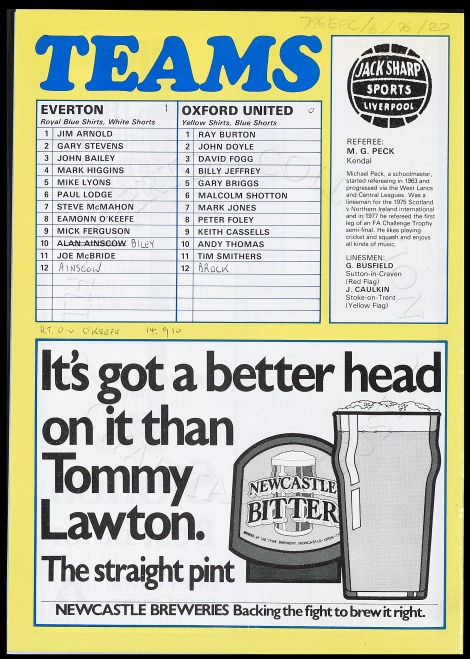 796EFC/6/96/27
TEAMS
EVERTON 1
Royal Blue Shirts, White Shorts
1 JIM ARNOLD
2 GARY STEVENS
3 JOHN BAILEY
4 MARK HIGGINS
5 MIKE LYONS
6 PAUL LODGE
7 STEVE McMAHON
8 EAMONN O'KEEFE
9 MICK FERGUSON
10 ALAN AINSCOW BILEY
11 JOE McBRIDE
12 AINSCOW
OXFORD UNITED 0
Yellow Shirts, Blue Shorts
1 RAY BURTON
2 JOHN DOYLE
3 DAVID FOGG
4 BILLY JEFFREY
5 GARY BRIGGS
6 MALCOLM SHOTTON
7 MARK JONES
8 PETER FOLEY
9 KEITH CASSELLS
10 ANDY THOMAS
11 TIM SMITHERS
12 BROCK
H.T. 0-0 O'KEEFE 14,910
JACK SHARP
SPORTS
LIVERPOOL
REFEREE:
M. G. PECK
Kendal
Michael Peck, a schoolmaster,
started refereeing in 1963 and
progressed via the West Lancs
and Central Leagues. Was a
linesman for the 1975 Scotland
v Northern Ireland international
and in 1977 he refereed the first
leg of an FA Challenge Trophy
semi-final. He likes playing
cricket and squash and enjoys
all kinds of music.
LINESMEN:
G. BUSFIELD
Sutton-in-Craven
(Red Flag)
J. CAULKIN
Stoke-on-Trent
(Yellow Flag)
It's got a better head
on it than
Tommy
Lawton.
The straight pint
NEWCASTLE
BITTER
NEWCASTLE BREWERIES Backing the fight to brew it right.